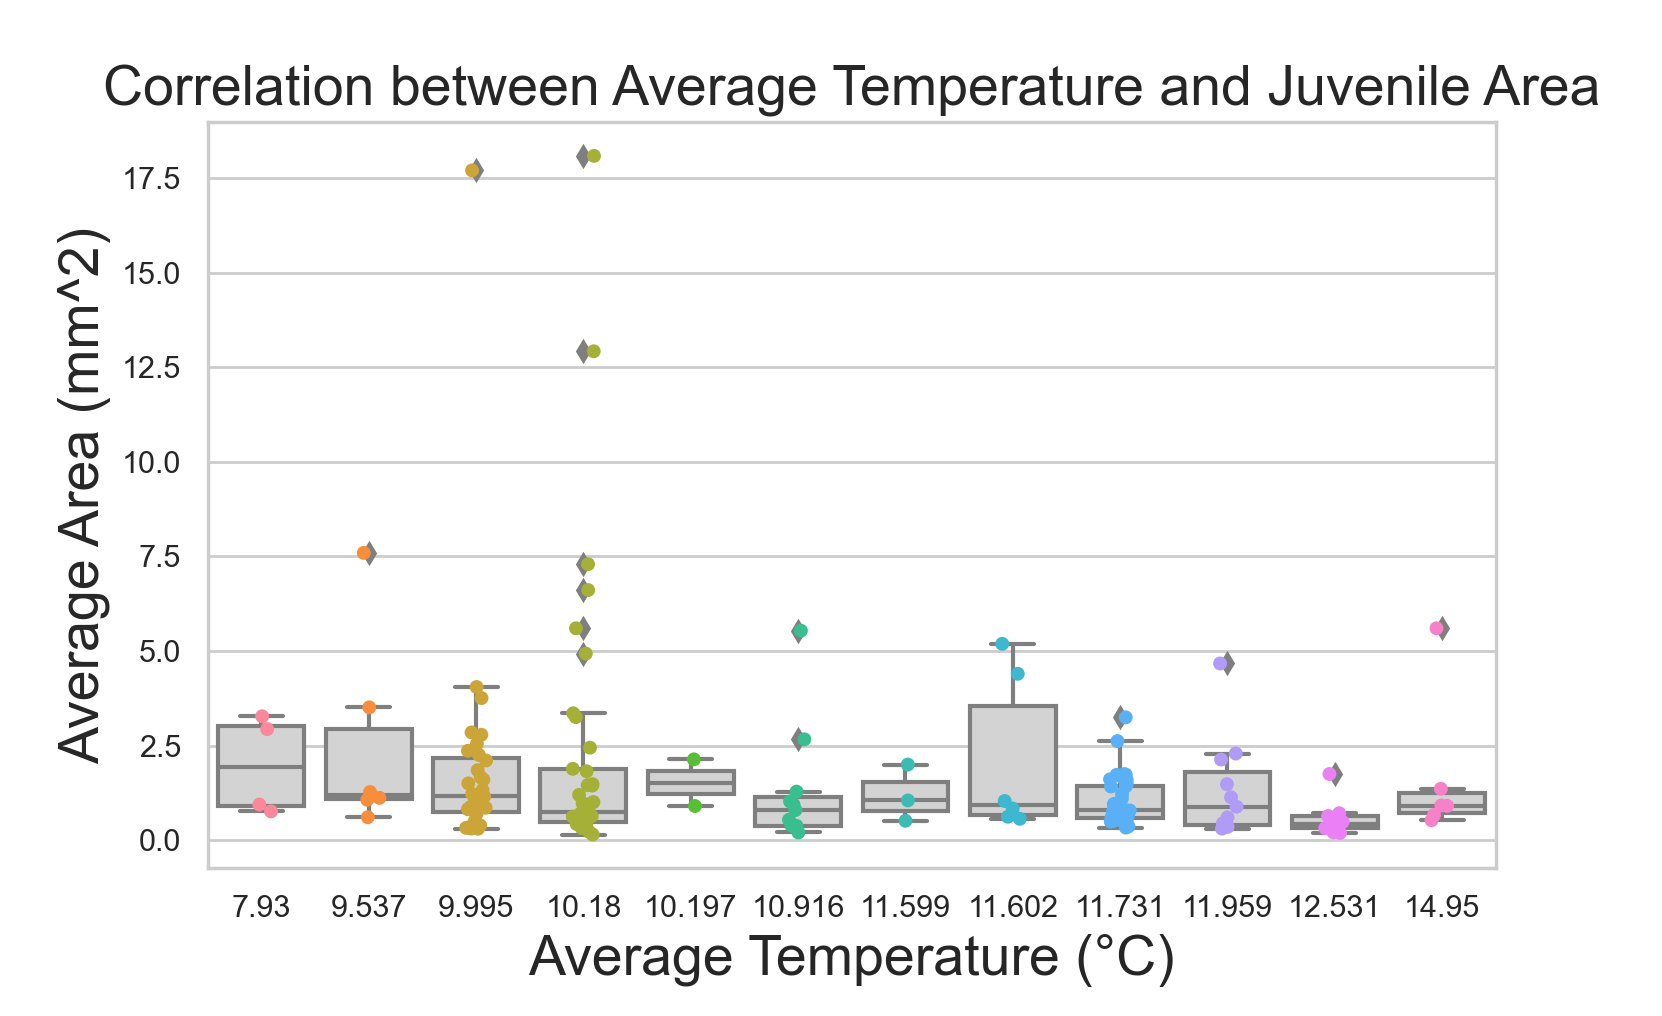 Correlation between Average Temperature and Juvenile Area
Average Area (mm^2)
17.5
15.0
12.5
10.0
7.5
5.0
2.5
0.0
7.93 9.537 9.995 10.18 10.197 10.916 11.599 11.602 11.731 11.959 12.531 14.95
Average Temperature (°C)